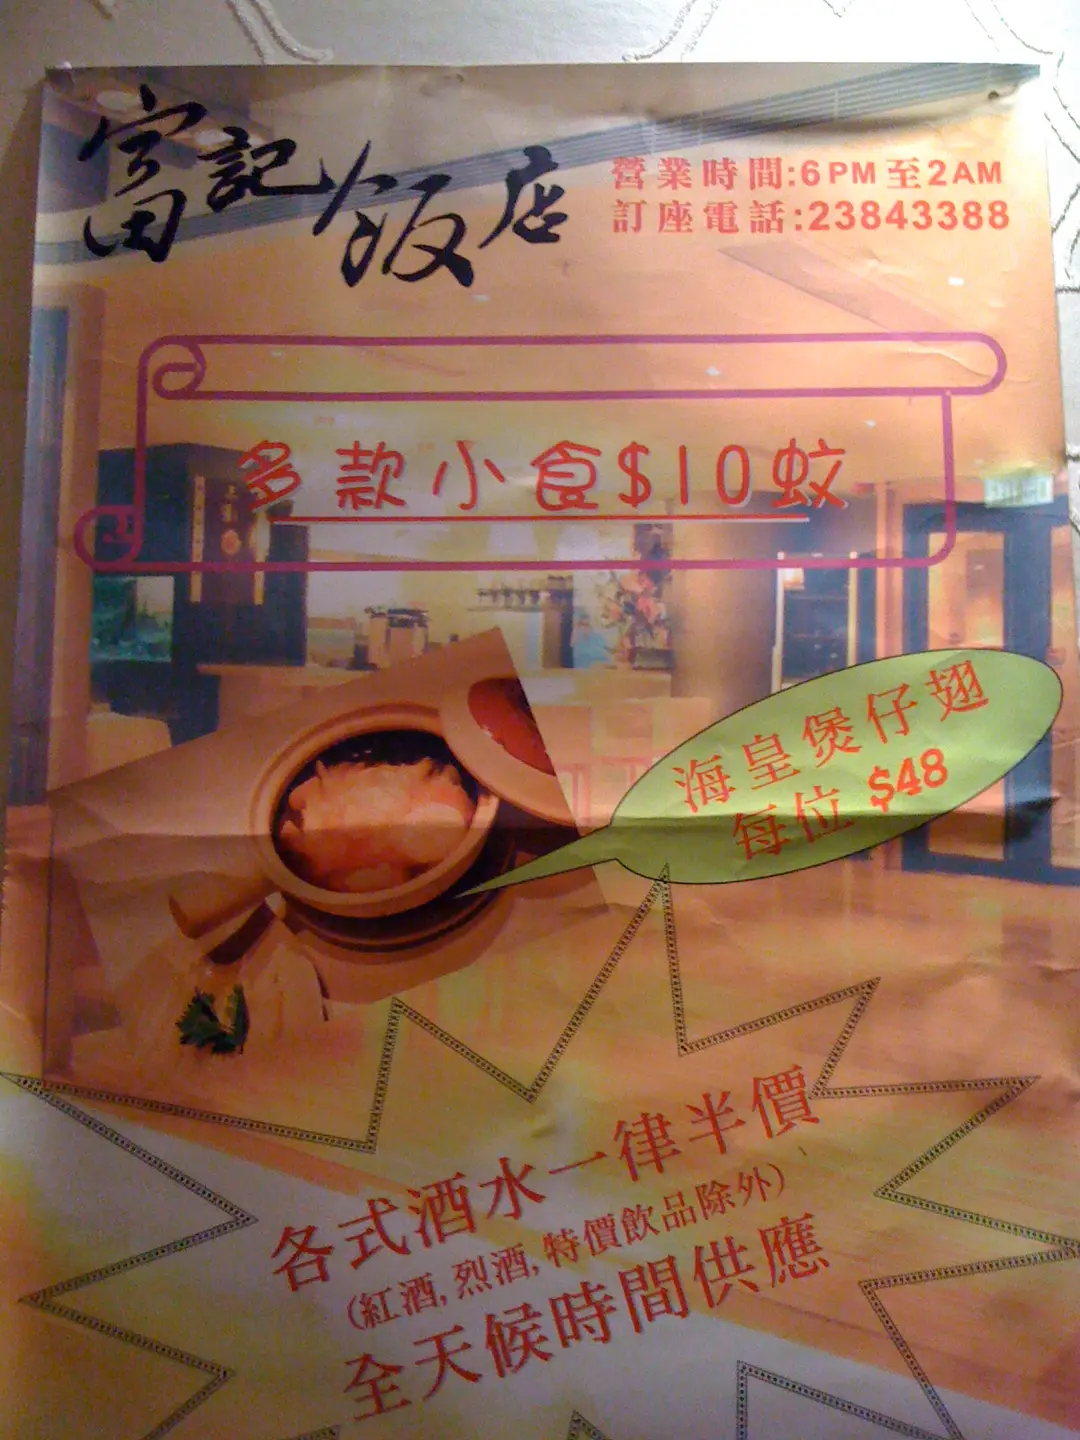 富記飯店
營業時間:6PM至2AM
訂座電話:23843388
多款小食$10蚊
海皇煲仔翅
每位 $48
各式酒水一律半價
(紅酒,烈酒,特價飲品除外)
全天候時間供應